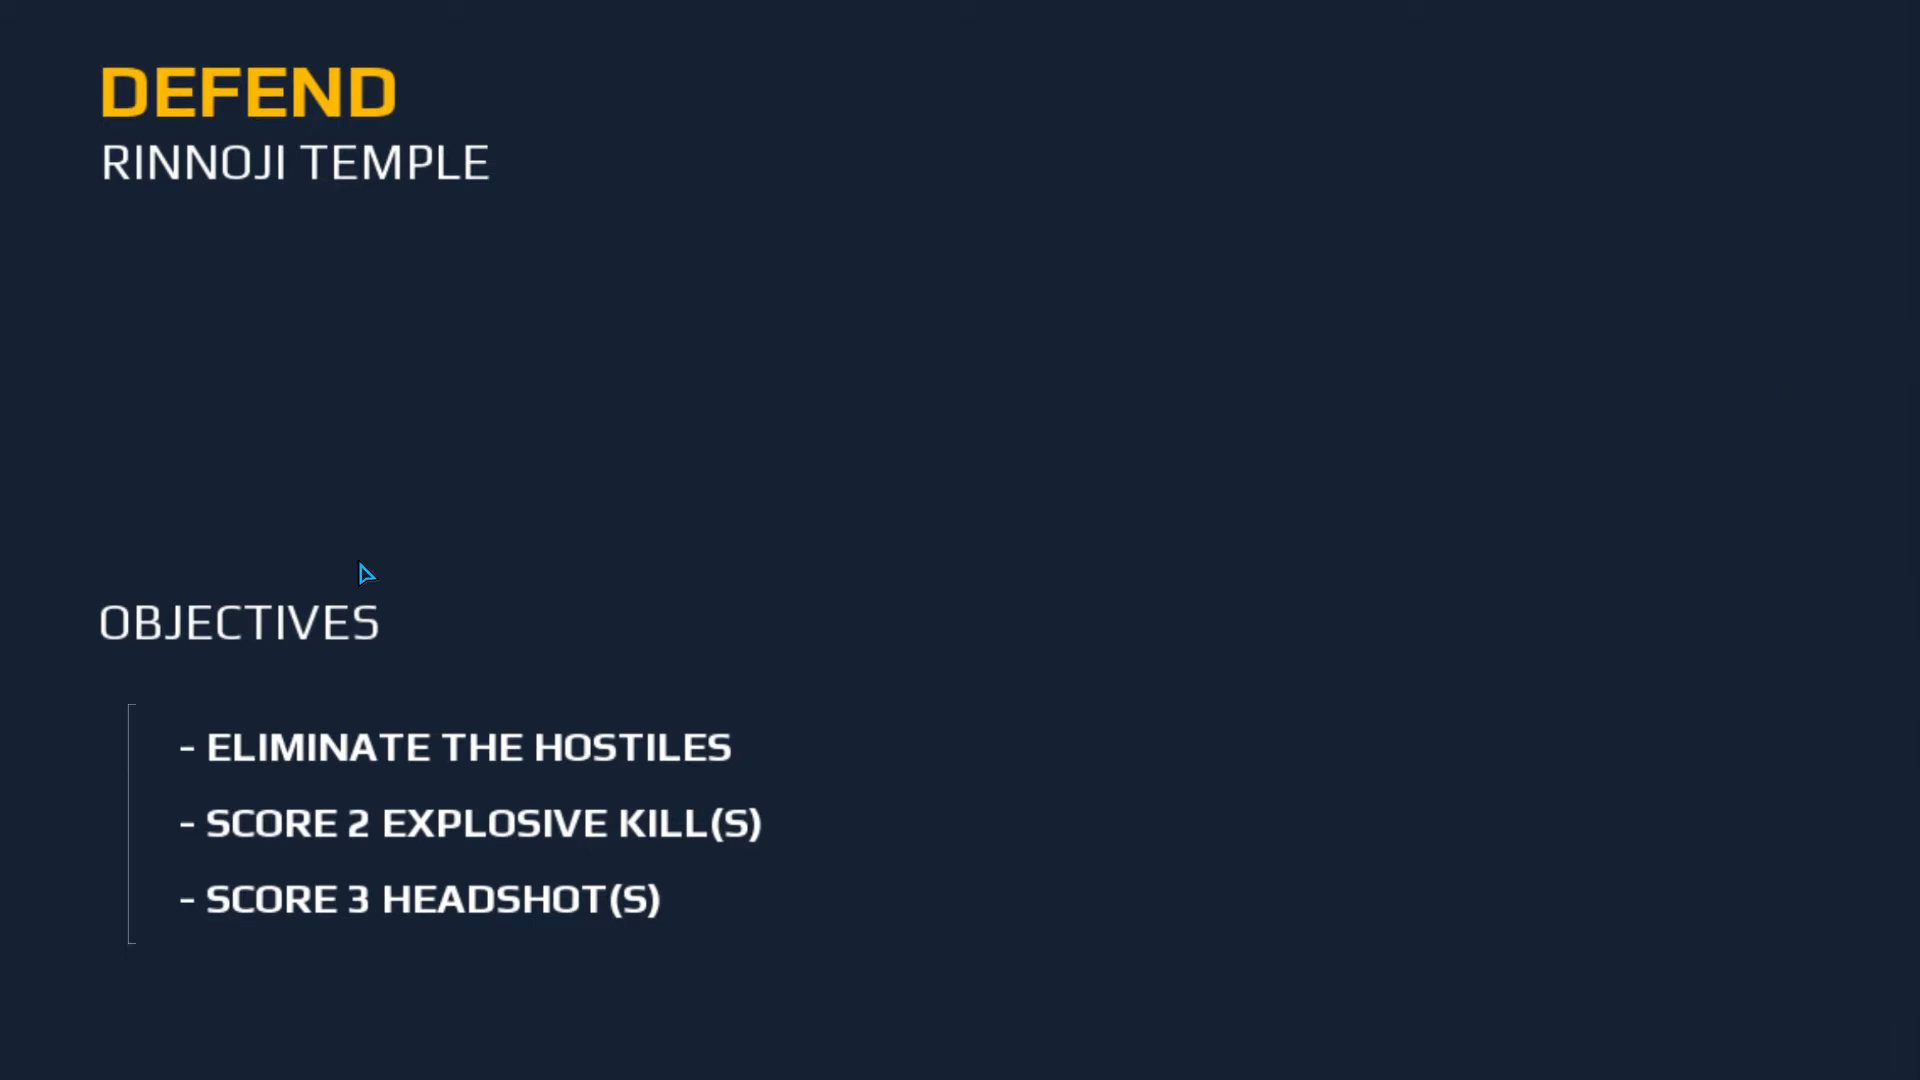 DEFEND
RINNOJI TEMPLE
OBJECTIVES
- ELIMINATE THE HOSTILES
- SCORE 2 EXPLOSIVE KILL(S)
- SCORE 3 HEADSHOT(S)